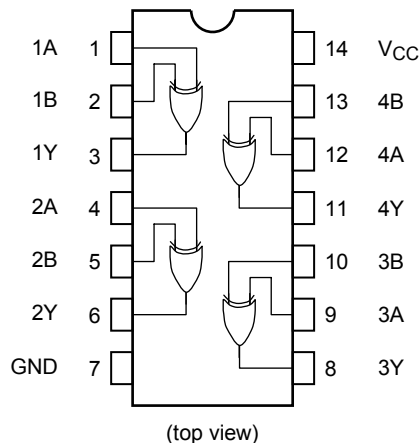 1A 1 14 VCC
1B 2 13 4B
1Y 3 12 4A
2A 4 11 4Y
2B 5 10 3B
2Y 6 9 3A
GND 7 8 3Y
(top view)